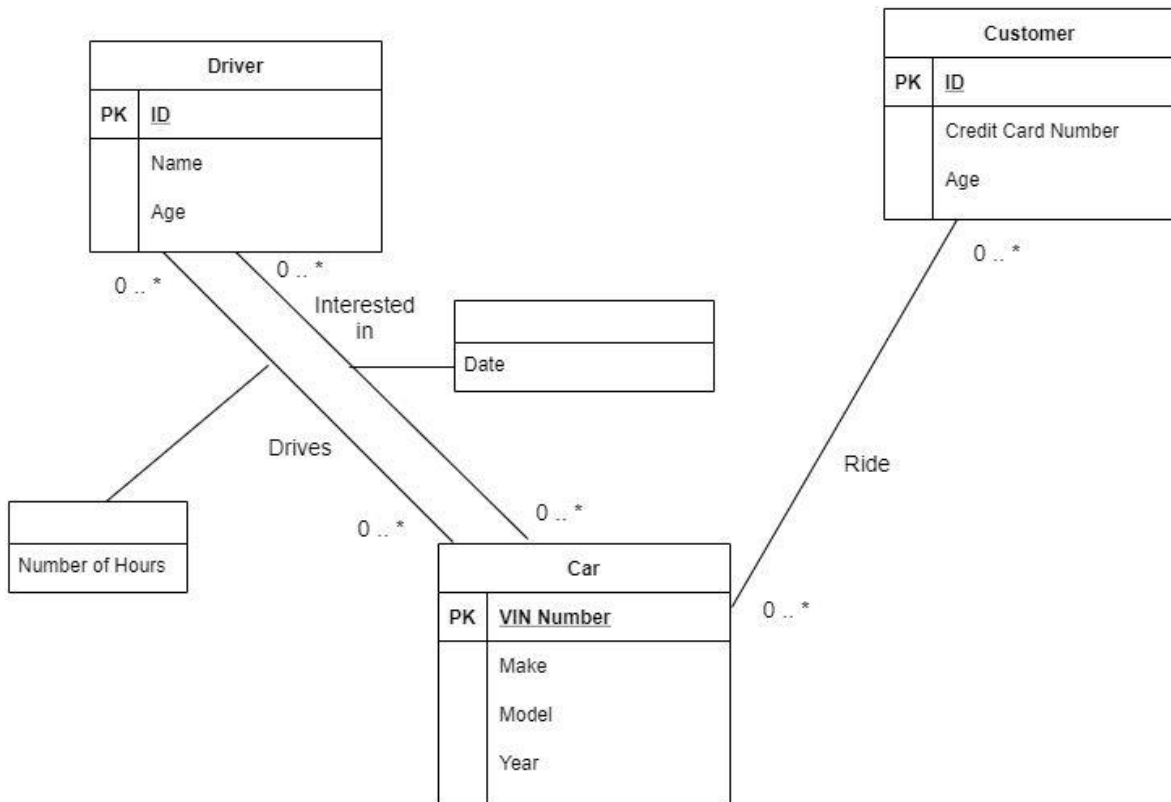 Customer
PK ID
Credit Card Number
Age
0 .. *
Driver
PK ID
Name
Age
0 .. *
0 .. *
Interested
in
Date
Drives
Ride
Number of Hours
0 .. *
0 .. *
0 .. *
Car
PK VIN Number
Make
Model
Year